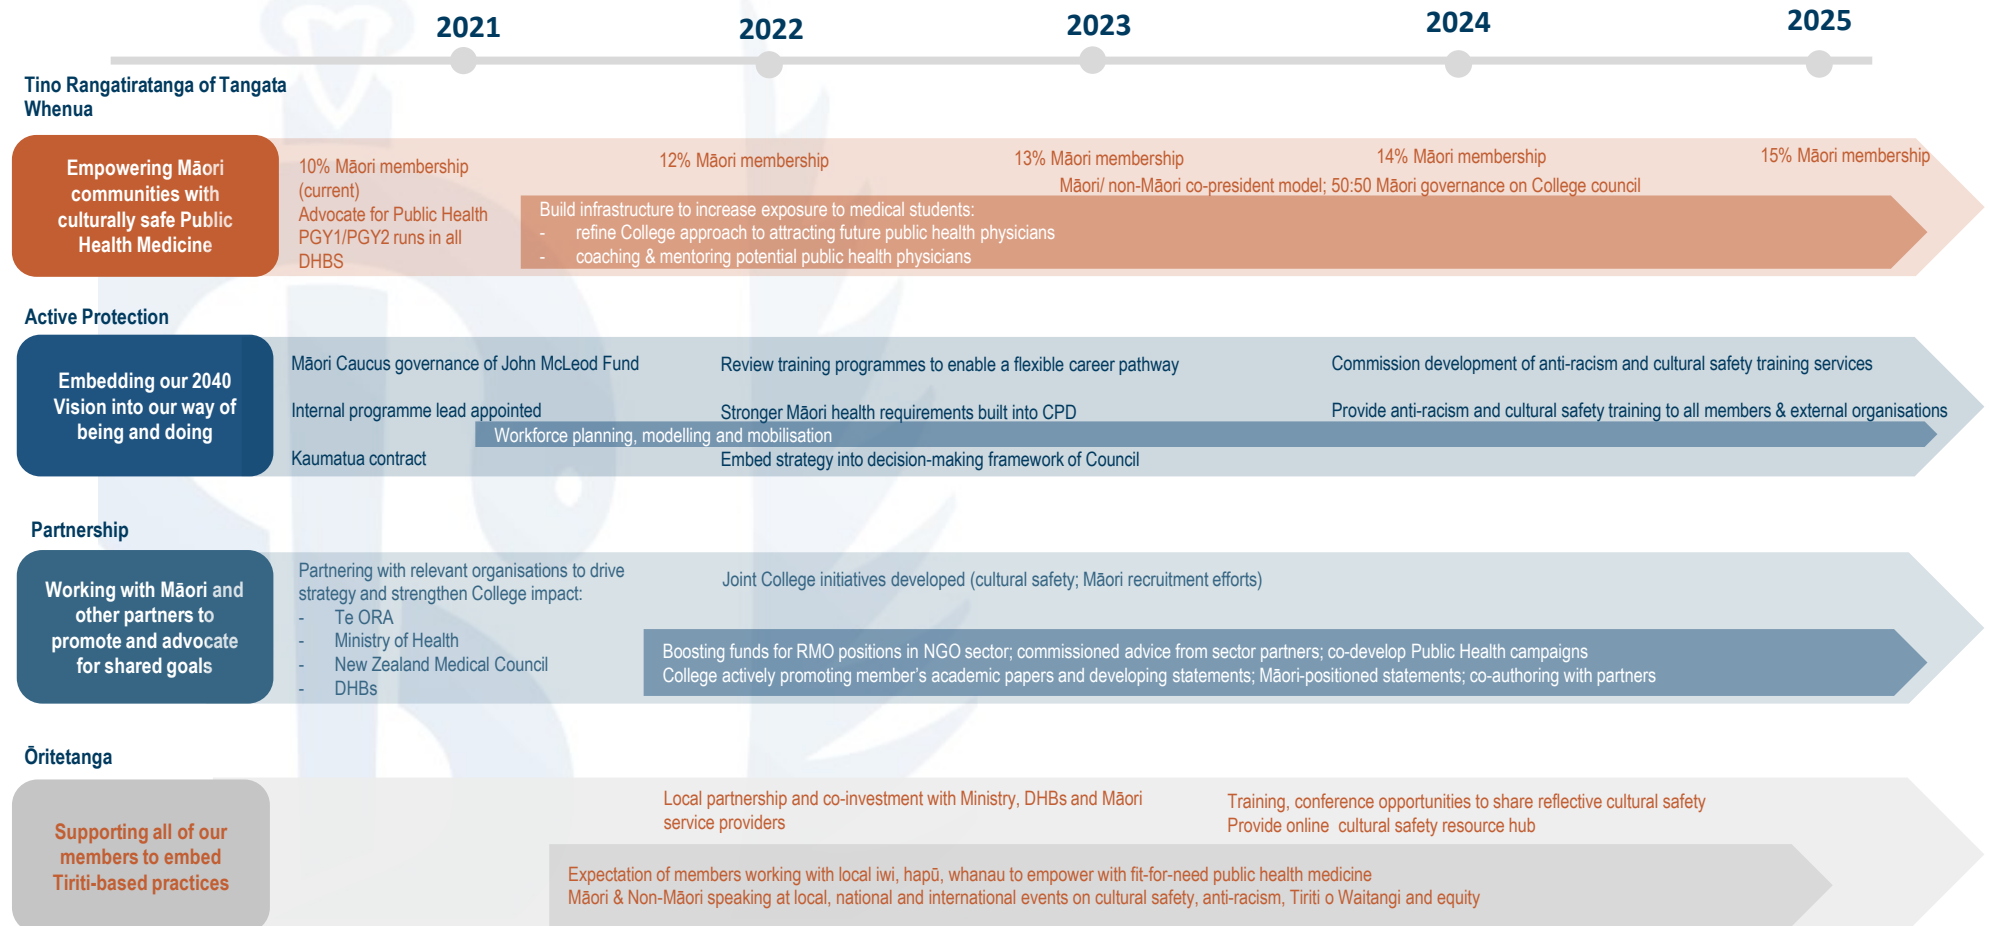 2021
2022
2023
2024
2025
Tino Rangatiratanga of Tangata
Whenua
Empowering Māori
communities with
culturally safe Public
Health Medicine
10% Māori membership
(current)
Advocate for Public Health
PGY1/PGY2 runs in all
DHBS
12% Māori membership
13% Māori membership
14% Māori membership
15% Māori membership
Māori/ non-Māori co-president model; 50:50 Māori governance on College council
Build infrastructure to increase exposure to medical students:
- refine College approach to attracting future public health physicians
- coaching & mentoring potential public health physicians
Active Protection
Embedding our 2040
Vision into our way of
being and doing
Māori Caucus governance of John McLeod Fund
Internal programme lead appointed
Kaumatua contract
Review training programmes to enable a flexible career pathway
Stronger Māori health requirements built into CPD
Workforce planning, modelling and mobilisation
Embed strategy into decision-making framework of Council
Commission development of anti-racism and cultural safety training services
Provide anti-racism and cultural safety training to all members & external organisations
Partnership
Working with Māori and
other partners to
promote and advocate
for shared goals
Partnering with relevant organisations to drive
strategy and strengthen College impact:
- Te ORA
- Ministry of Health
- New Zealand Medical Council
- DHBs
Joint College initiatives developed (cultural safety; Māori recruitment efforts)
Boosting funds for RMO positions in NGO sector; commissioned advice from sector partners; co-develop Public Health campaigns
College actively promoting member's academic papers and developing statements; Māori-positioned statements; co-authoring with partners
Ōritetanga
Supporting all of our
members to embed
Tiriti-based practices
Local partnership and co-investment with Ministry, DHBs and Māori
service providers
Training, conference opportunities to share reflective cultural safety
Provide online cultural safety resource hub
Expectation of members working with local iwi, hapū, whanau to empower with fit-for-need public health medicine
Māori & Non-Māori speaking at local, national and international events on cultural safety, anti-racism, Tiriti o Waitangi and equity